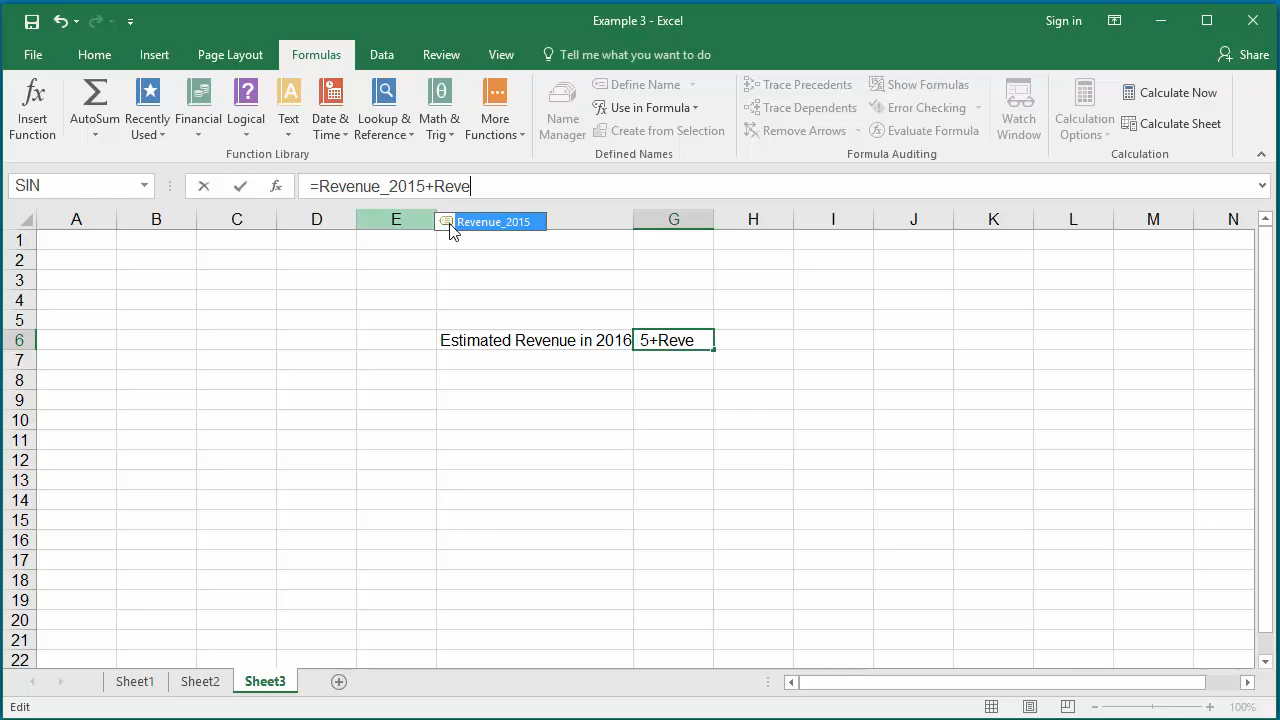 Example 3 - Excel
Sign in
File Home Insert Page Layout Formulas Data Review View Tell me what you want to do Share
fx Insert Function
Σ AutoSum
Recently Used
Financial
? Logical
A Text
Date & Time
Lookup & Reference
θ Math & Trig
More Functions
Function Library
Name Manager
Define Name
Use in Formula
Create from Selection
Defined Names
Trace Precedents
Trace Dependents
Remove Arrows
Show Formulas
Error Checking
Evaluate Formula
Watch Window
Formula Auditing
Calculation Options
Calculate Now
Calculate Sheet
Calculation
SIN fx =Revenue_2015+Reve
Revenue_2015
A B C D E G H I J K L M N
1
2
3
4
5
6 Estimated Revenue in 2016 5+Reve
7
8
9
10
11
12
13
14
15
16
17
18
19
20
21
22
Sheet1 Sheet2 Sheet3
Edit 100%